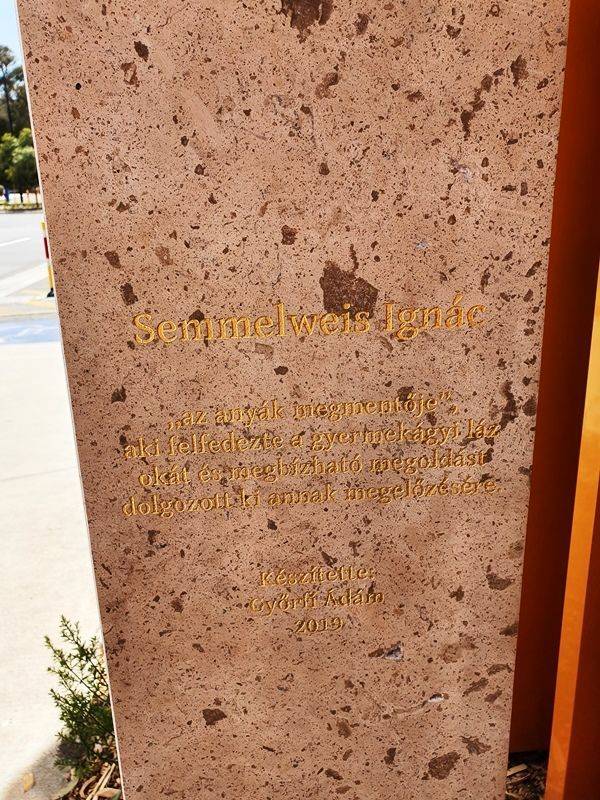 Semmelweis Ignác
„az anyák megmentője”,
aki felfedezte a gyermekágyi láz
okát és megbízható megoldást
dolgozott ki annak megelőzésére.
Készítette:
Győrfi Ádám
2019